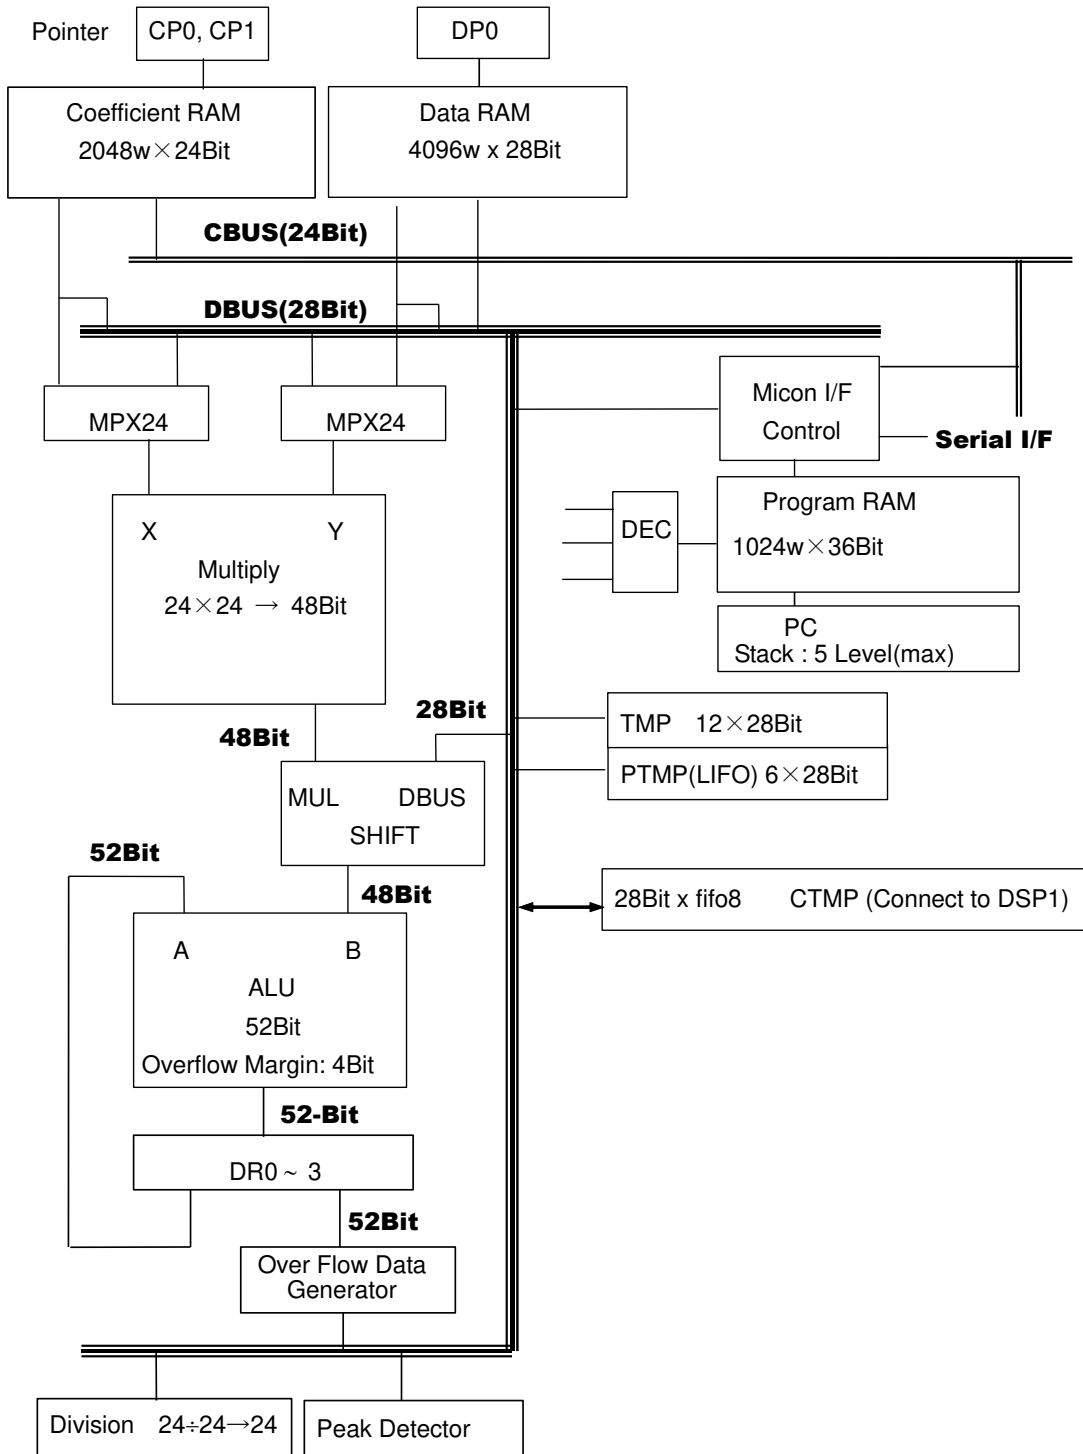 Pointer
CP0, CP1
DP0
Coefficient RAM
2048w×24Bit
Data RAM
4096w x 28Bit
CBUS(24Bit)
DBUS(28Bit)
MPX24
MPX24
Micon I/F
Control
Serial I/F
X Y
Multiply
24×24 → 48Bit
DEC
Program RAM
1024w×36Bit
PC
Stack : 5 Level(max)
48Bit
28Bit
TMP 12×28Bit
PTMP(LIFO) 6×28Bit
MUL DBUS
SHIFT
52Bit
48Bit
28Bit x fifo8 CTMP (Connect to DSP1)
A B
ALU
52Bit
Overflow Margin: 4Bit
52-Bit
DR0 ~ 3
52Bit
Over Flow Data
Generator
Division 24÷24→24
Peak Detector